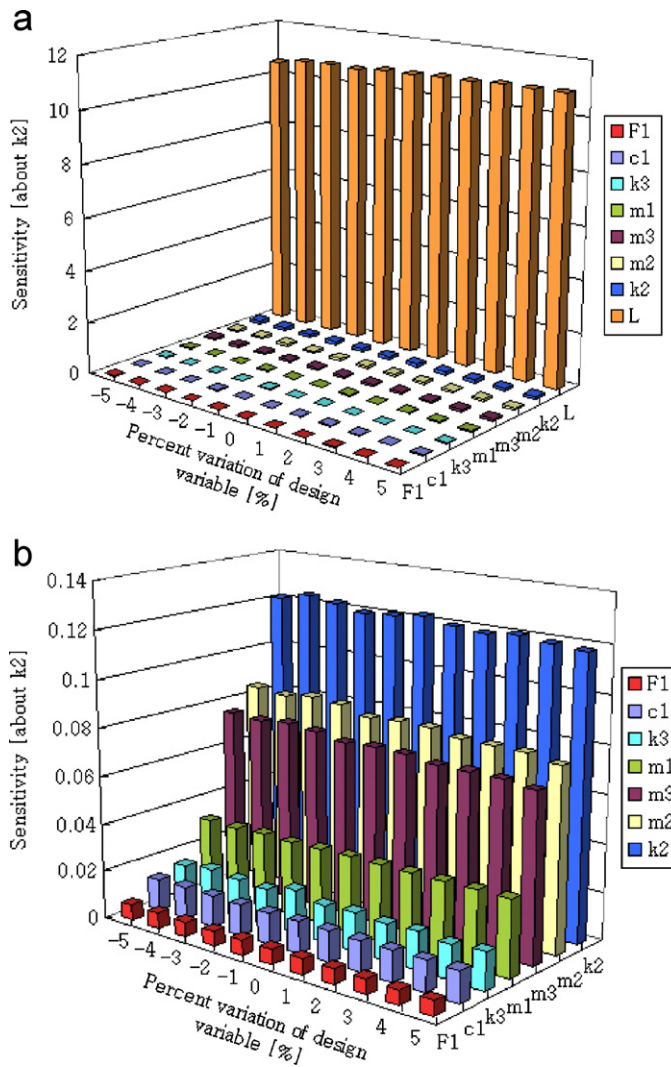 a
12
10
8
6
4
2
0
Sensitivity [about k2]
-5 -4 -3 -2 -1 0 1 2 3 4 5
Percent variation of design
variable [%]
F1 c1 k3 m1 m3 m2 k2 L
F1
c1
k3
m1
m3
m2
k2
L
b
0.14
0.12
0.1
0.08
0.06
0.04
0.02
0
Sensitivity [about k2]
-5 -4 -3 -2 -1 0 1 2 3 4 5
Percent variation of design
variable [%]
F1 c1 k3 m1 m3 m2 k2
F1
c1
k3
m1
m3
m2
k2